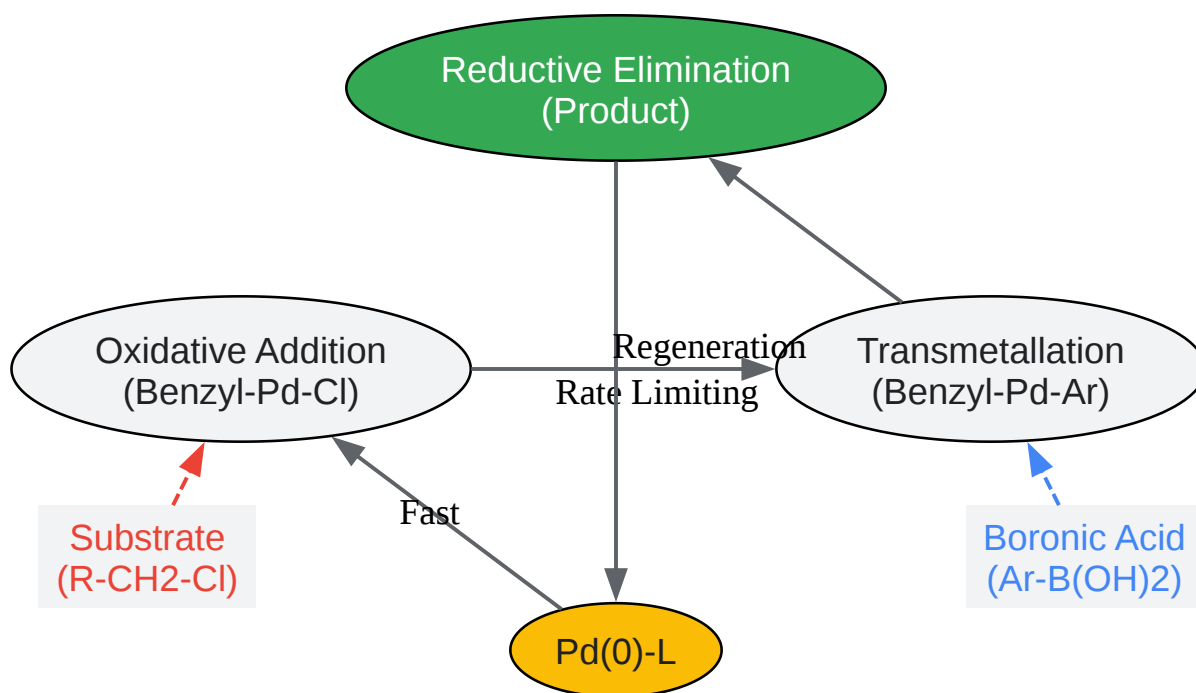 Reductive Elimination
(Product)
Oxidative Addition
(Benzyl-Pd-Cl)
Regeneration
Rate Limiting
Transmetallation
(Benzyl-Pd-Ar)
Fast
Substrate
(R-CH2-Cl)
Boronic Acid
(Ar-B(OH)2)
Pd(0)-L